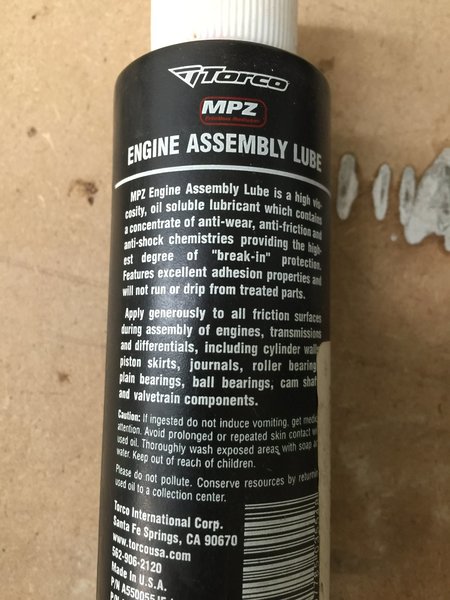 Torco
MPZ
Friction Reducer
ENGINE ASSEMBLY LUBE
MPZ Engine Assembly Lube is a high vis-
cosity, oil soluble lubricant which contains
a concentrate of anti-wear, anti-friction and
anti-shock chemistries providing the high-
est degree of "break-in" protection.
Features excellent adhesion properties and
will not run or drip from treated parts.
Apply generously to all friction surfaces
during assembly of engines, transmissions
and differentials, including cylinder walls
piston skirts, journals, roller bearing
plain bearings, ball bearings, cam shaf
and valvetrain components.
Caution: If ingested do not induce vomiting, get medic
attention. Avoid prolonged or repeated skin contact w
used oil. Thoroughly wash exposed areas with soap a
water. Keep out of reach of children.
Please do not pollute. Conserve resources by returnin
used oil to a collection center.
Torco International Corp.
Santa Fe Springs, CA 90670
www.torcousa.com
562-906-2120
Made In U.S.A.
P/N A550055JE